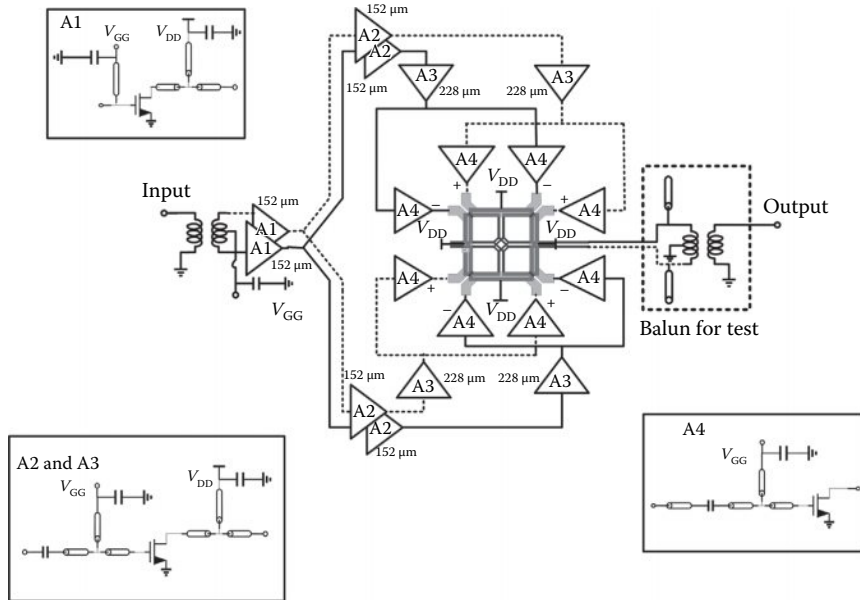 A1
V_GG
V_DD
152 µm
A2
A2
152 µm
A3
228 µm
A3
228 µm
A4
A4
+
V_DD
−
A4
−
+
A4
Input
152 µm
A1
A1
152 µm
V_GG
V_DD
V_DD
Output
A4
+
−
A4
V_DD
−
A4
+
A4
Balun for test
152 µm
A3
228 µm
228 µm
A3
A2
A2
152 µm
A2 and A3
V_GG
V_DD
A4
V_GG